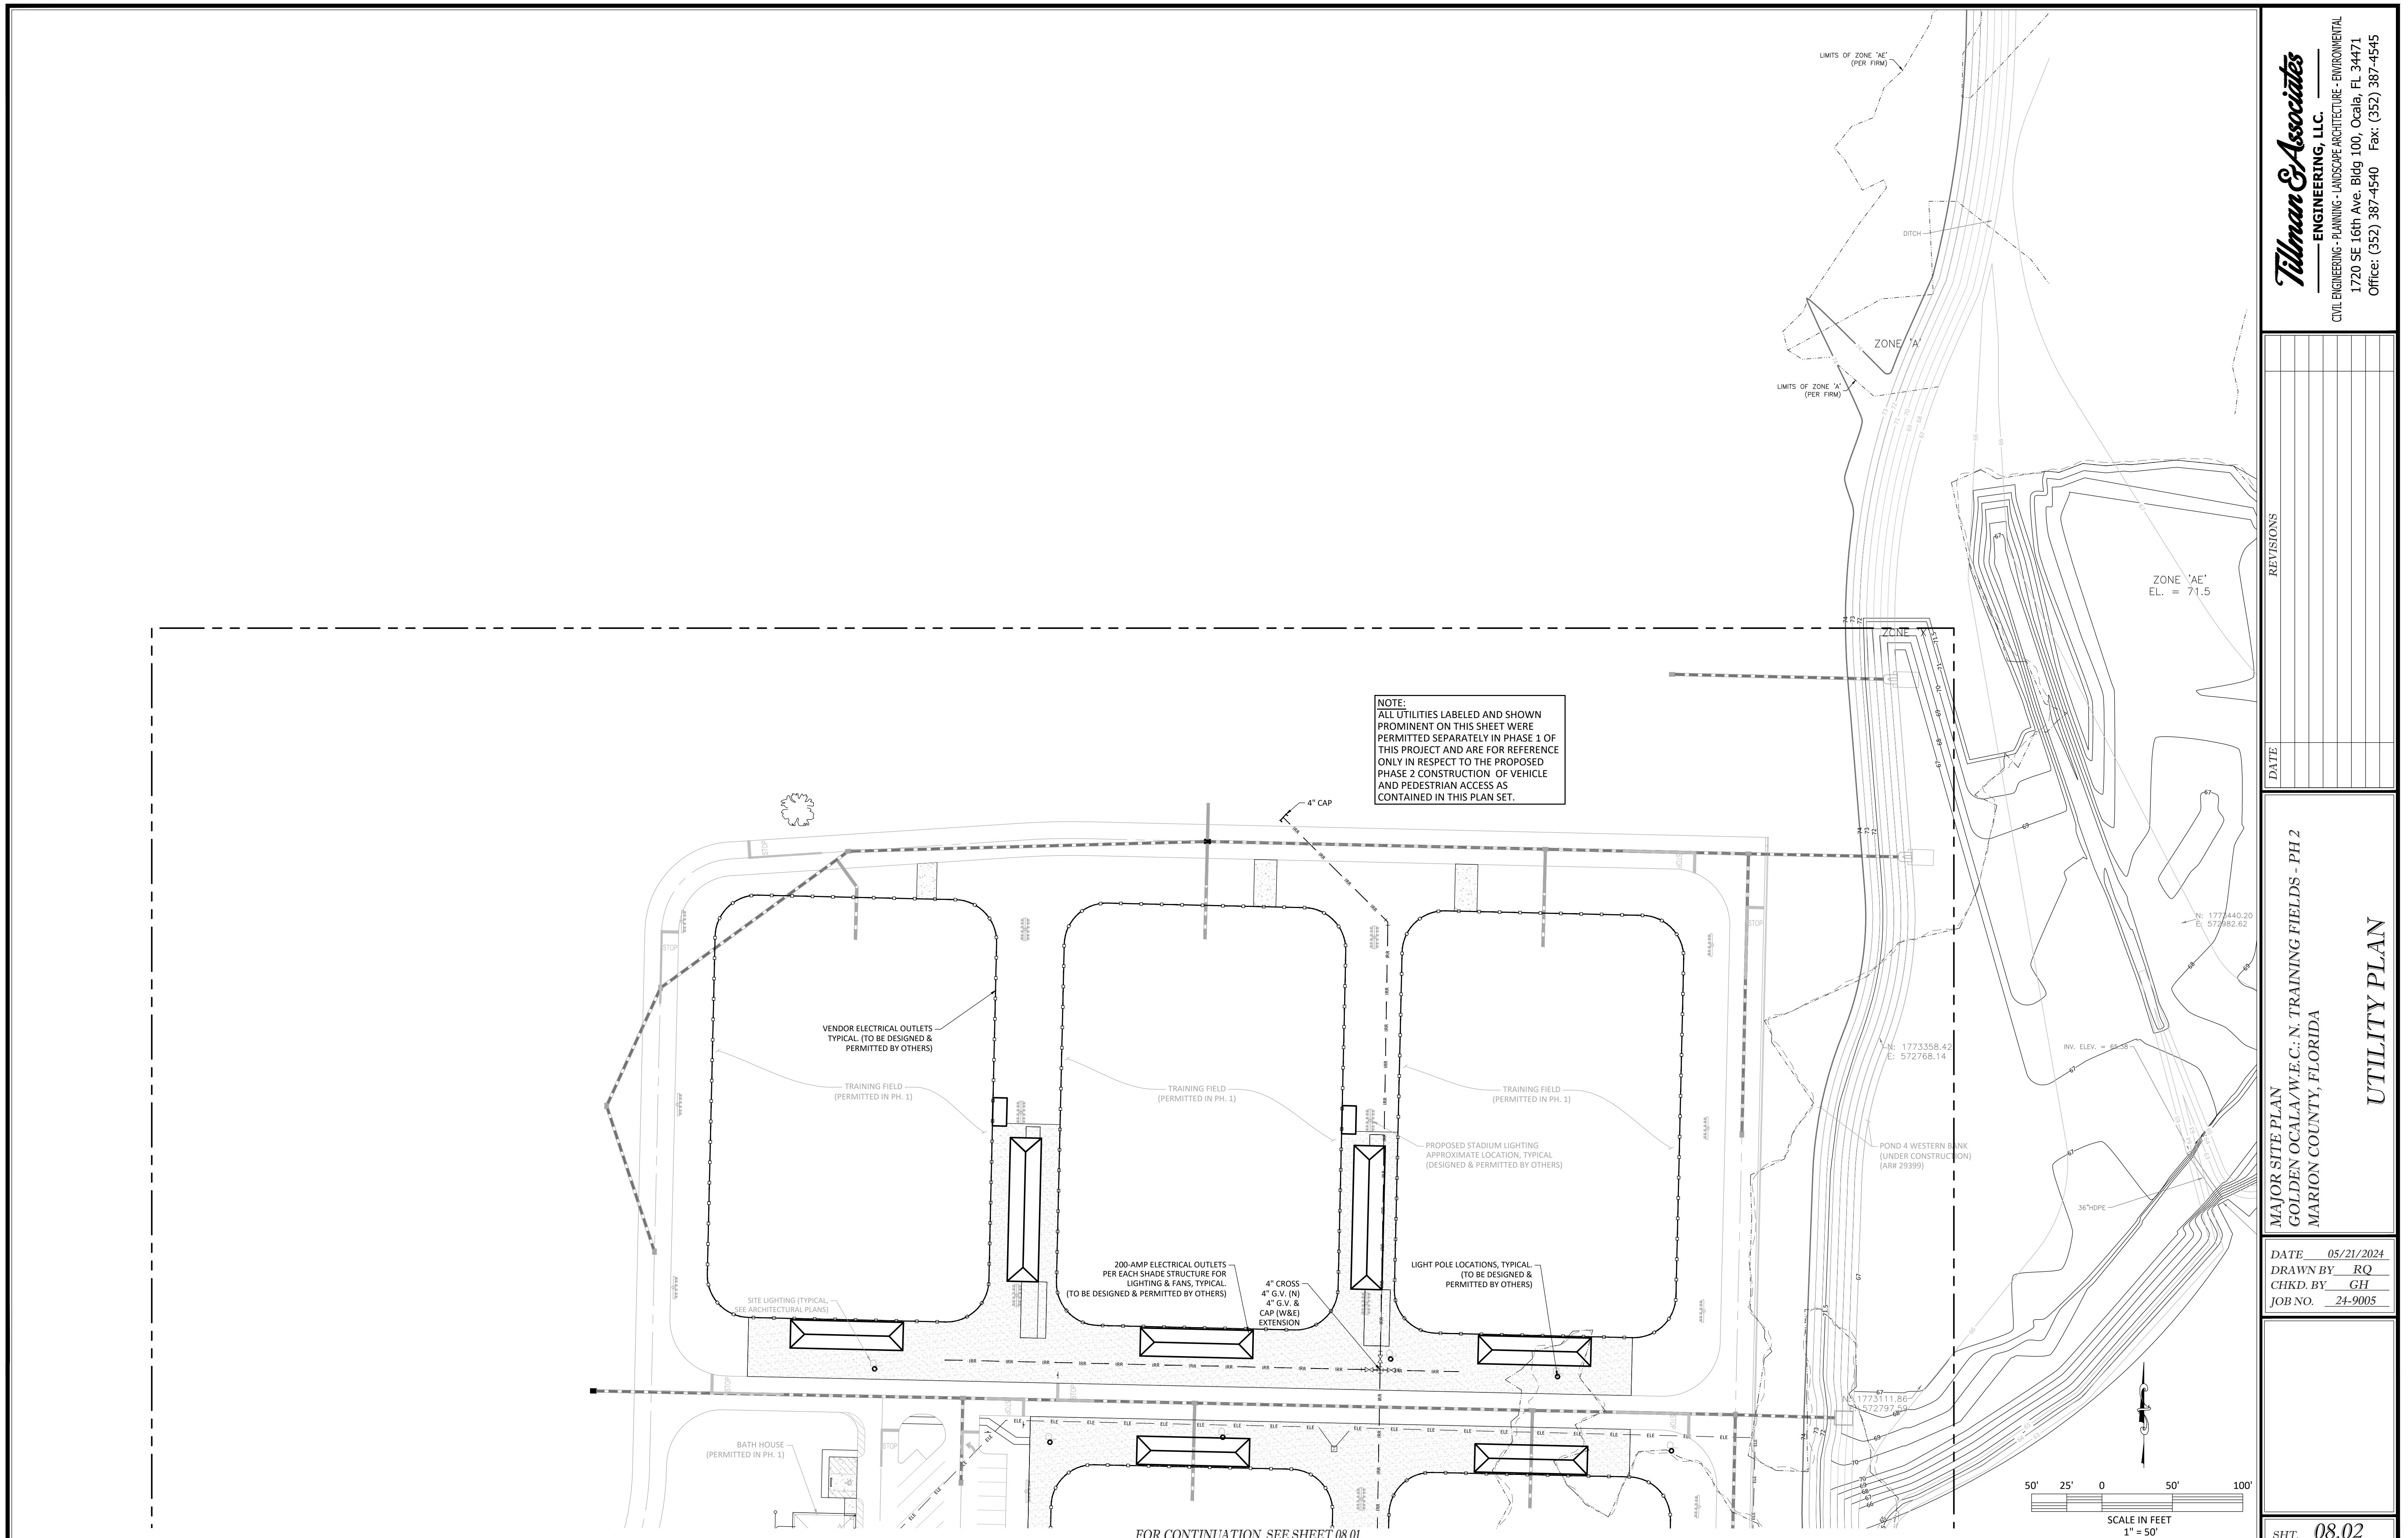 LIMITS OF ZONE 'AE'
(PER FIRM)
DITCH
ZONE 'A'
LIMITS OF ZONE 'A'
(PER FIRM)
ZONE 'AE'
EL. = 71.5
ZONE 'X'
NOTE:
ALL UTILITIES LABELED AND SHOWN
PROMINENT ON THIS SHEET WERE
PERMITTED SEPARATELY IN PHASE 1 OF
THIS PROJECT AND ARE FOR REFERENCE
ONLY IN RESPECT TO THE PROPOSED
PHASE 2 CONSTRUCTION OF VEHICLE
AND PEDESTRIAN ACCESS AS
CONTAINED IN THIS PLAN SET.
4" CAP
STOP
STOP
STOP
STOP
N: 1773440.20
E: 572982.62
VENDOR ELECTRICAL OUTLETS
TYPICAL. (TO BE DESIGNED &
PERMITTED BY OTHERS)
N: 1773358.42
E: 572768.14
INV. ELEV. = 65.58
TRAINING FIELD
(PERMITTED IN PH. 1)
TRAINING FIELD
(PERMITTED IN PH. 1)
TRAINING FIELD
(PERMITTED IN PH. 1)
PROPOSED STADIUM LIGHTING
APPROXIMATE LOCATION, TYPICAL
(DESIGNED & PERMITTED BY OTHERS)
POND 4 WESTERN BANK
(UNDER CONSTRUCTION)
(AR# 29399)
36"HDPE
200-AMP ELECTRICAL OUTLETS
PER EACH SHADE STRUCTURE FOR
LIGHTING & FANS, TYPICAL.
(TO BE DESIGNED & PERMITTED BY OTHERS)
4" CROSS
4" G.V. (N)
4" G.V. &
CAP (W&E)
EXTENSION
LIGHT POLE LOCATIONS, TYPICAL.
(TO BE DESIGNED &
PERMITTED BY OTHERS)
SITE LIGHTING (TYPICAL,
SEE ARCHITECTURAL PLANS)
N: 1773111.86
E: 572797.59
BATH HOUSE
(PERMITTED IN PH. 1)
50' 25' 0 50' 100'
SCALE IN FEET
1" = 50'
FOR CONTINUATION, SEE SHEET 08.01
Tillman & Associates
ENGINEERING, LLC.
CIVIL ENGINEERING - PLANNING - LANDSCAPE ARCHITECTURE - ENVIRONMENTAL
1720 SE 16th Ave. Bldg 100, Ocala, FL 34471
Office: (352) 387-4540 Fax: (352) 387-4545
DATE REVISIONS
MAJOR SITE PLAN
GOLDEN OCALA/W.E.C.: N. TRAINING FIELDS - PH 2
MARION COUNTY, FLORIDA
UTILITY PLAN
DATE 05/21/2024
DRAWN BY RQ
CHKD. BY GH
JOB NO. 24-9005
SHT. 08.02